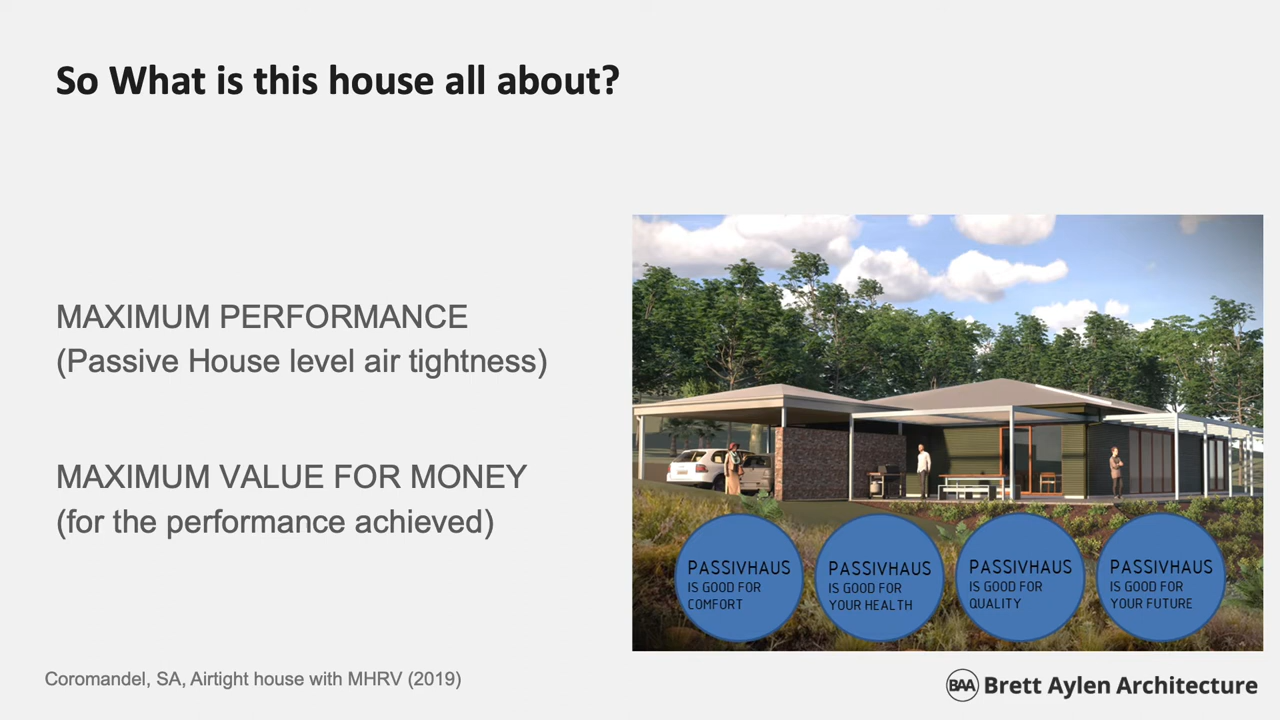 So What is this house all about?
MAXIMUM PERFORMANCE
(Passive House level air tightness)
MAXIMUM VALUE FOR MONEY
(for the performance achieved)
PASSIVHAUS
IS GOOD FOR
COMFORT
PASSIVHAUS
IS GOOD FOR
YOUR HEALTH
PASSIVHAUS
IS GOOD FOR
QUALITY
PASSIVHAUS
IS GOOD FOR
YOUR FUTURE
Coromandel, SA, Airtight house with MHRV (2019)
BAA Brett Aylen Architecture